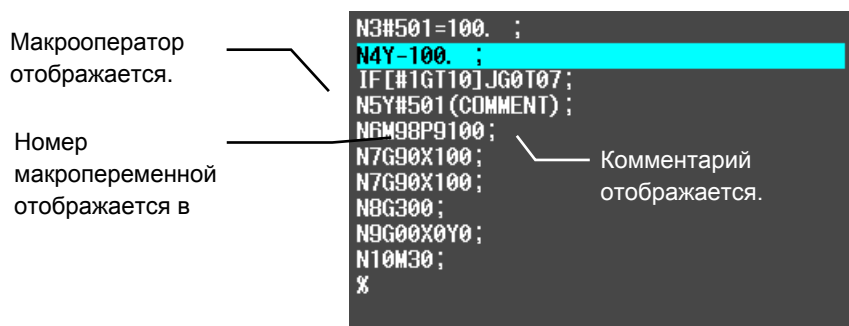 Макрооператор
отображается.
Номер
макропеременной
отображается в
N3#501=100. ;
N4Y-100. ;
IF[#1GT10]JG0T07;
N5Y#501(COMMENT);
N6M98P9100;
N7G90X100;
N7G90X100;
N8G300;
N9G00X0Y0;
N10M30;
%
Комментарий
отображается.